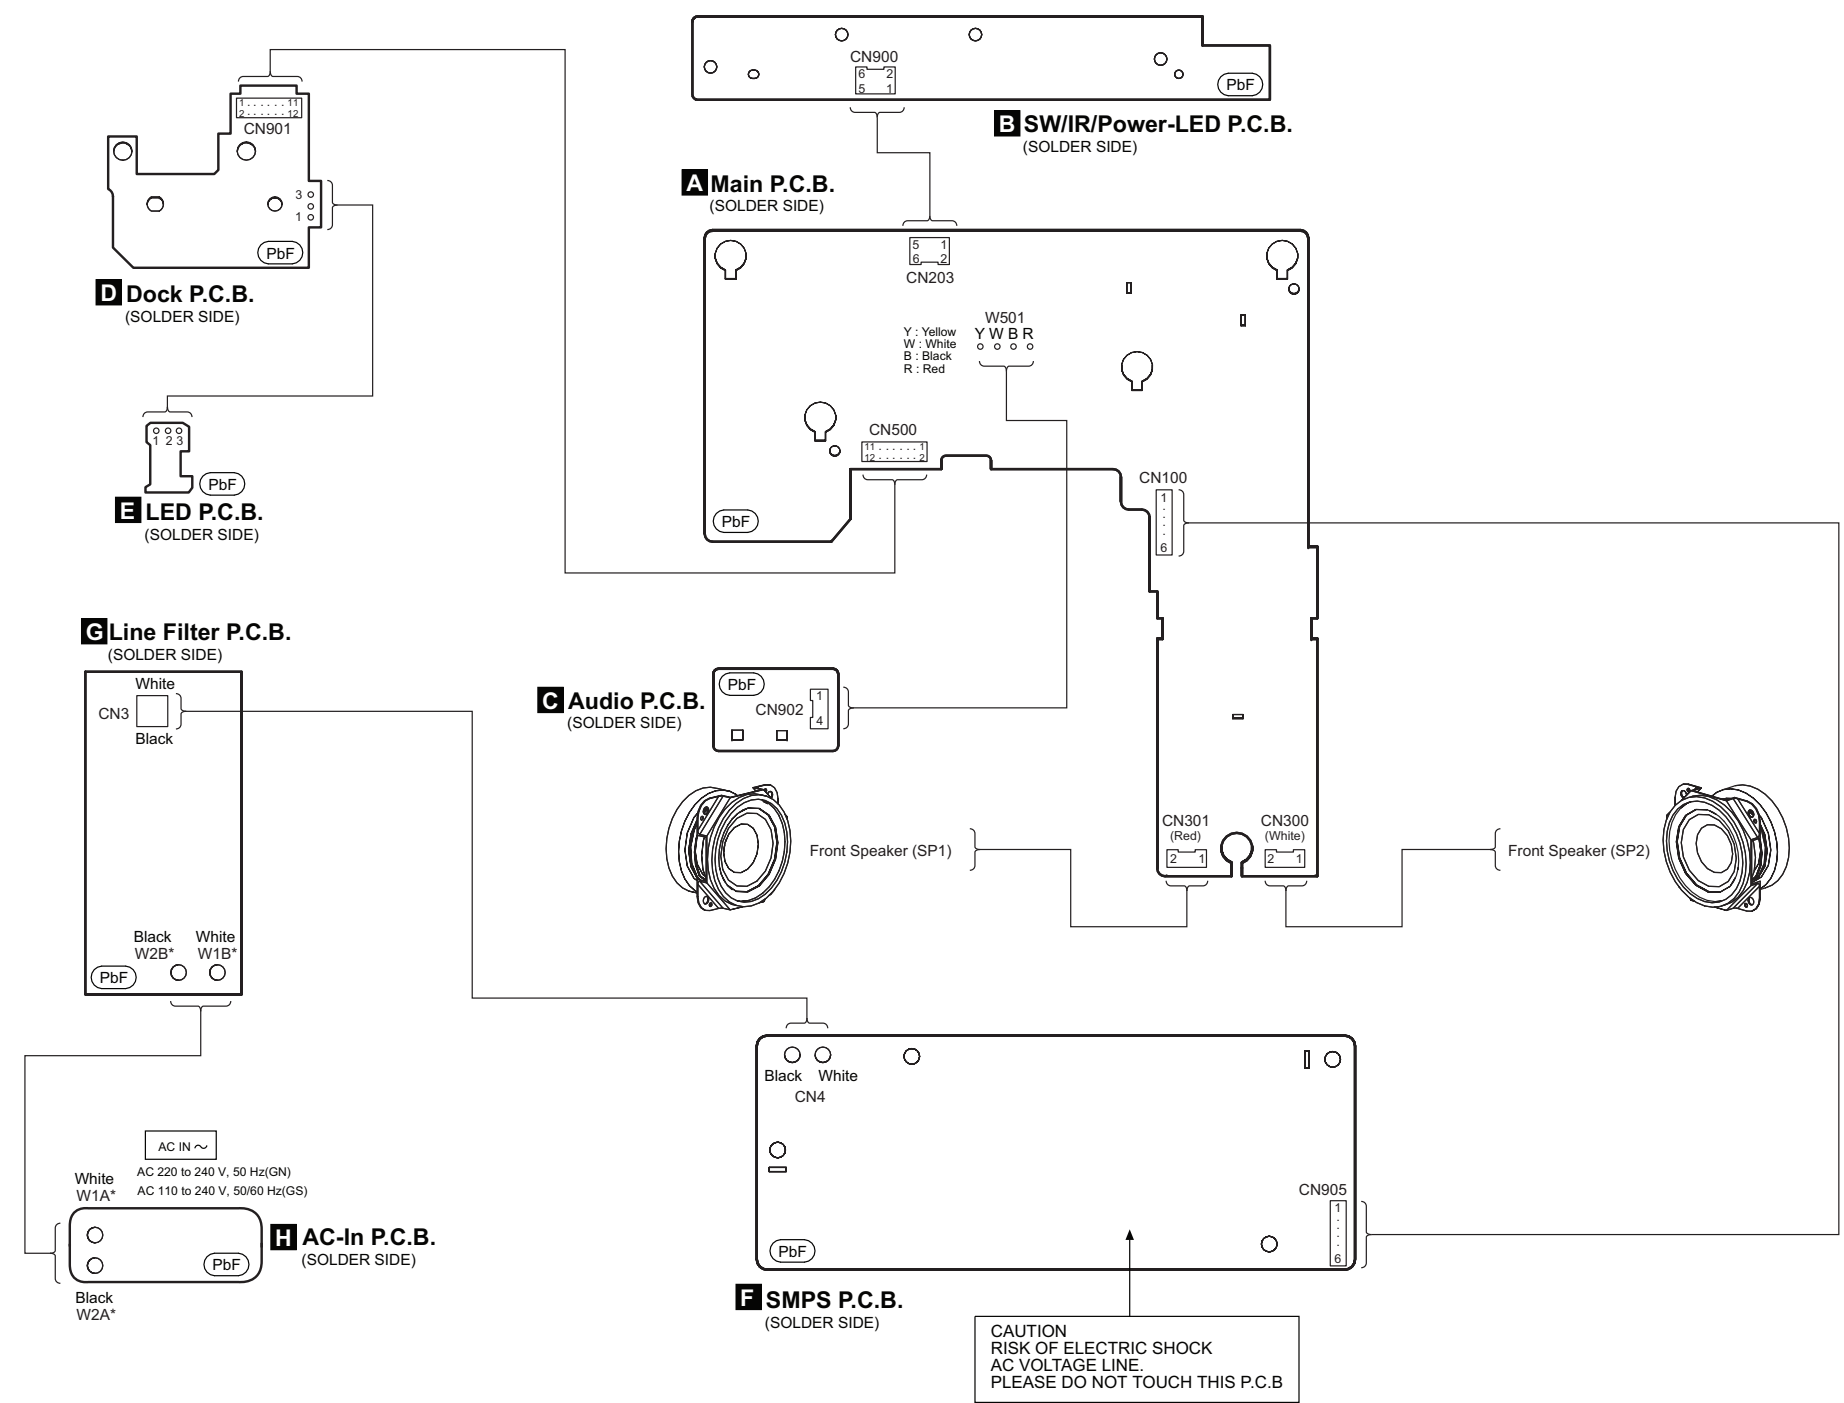 CN900
6 2
5 1
PbF
B SW/IR/Power-LED P.C.B.
(SOLDER SIDE)
1 . . . . . . 11
2 . . . . . . 12
CN901
3
1
PbF
D Dock P.C.B.
(SOLDER SIDE)
A Main P.C.B.
(SOLDER SIDE)
5 1
6 2
CN203
W501
Y W B R
Y : Yellow
W : White
B : Black
R : Red
CN500
11 . . . . . . 1
12 . . . . . . 2
PbF
CN100
1
.
.
.
.
6
1 2 3
PbF
E LED P.C.B.
(SOLDER SIDE)
G Line Filter P.C.B.
(SOLDER SIDE)
White
CN3
Black
Black White
W2B* W1B*
PbF
C Audio P.C.B.
(SOLDER SIDE)
PbF
CN902
1
4
Front Speaker (SP1)
CN301
(Red)
2 1
CN300
(White)
2 1
Front Speaker (SP2)
Black White
CN4
CN905
1
.
.
.
.
6
PbF
F SMPS P.C.B.
(SOLDER SIDE)
CAUTION
RISK OF ELECTRIC SHOCK
AC VOLTAGE LINE.
PLEASE DO NOT TOUCH THIS P.C.B
AC IN ～
AC 220 to 240 V, 50 Hz(GN)
AC 110 to 240 V, 50/60 Hz(GS)
White
W1A*
PbF
H AC-In P.C.B.
(SOLDER SIDE)
Black
W2A*